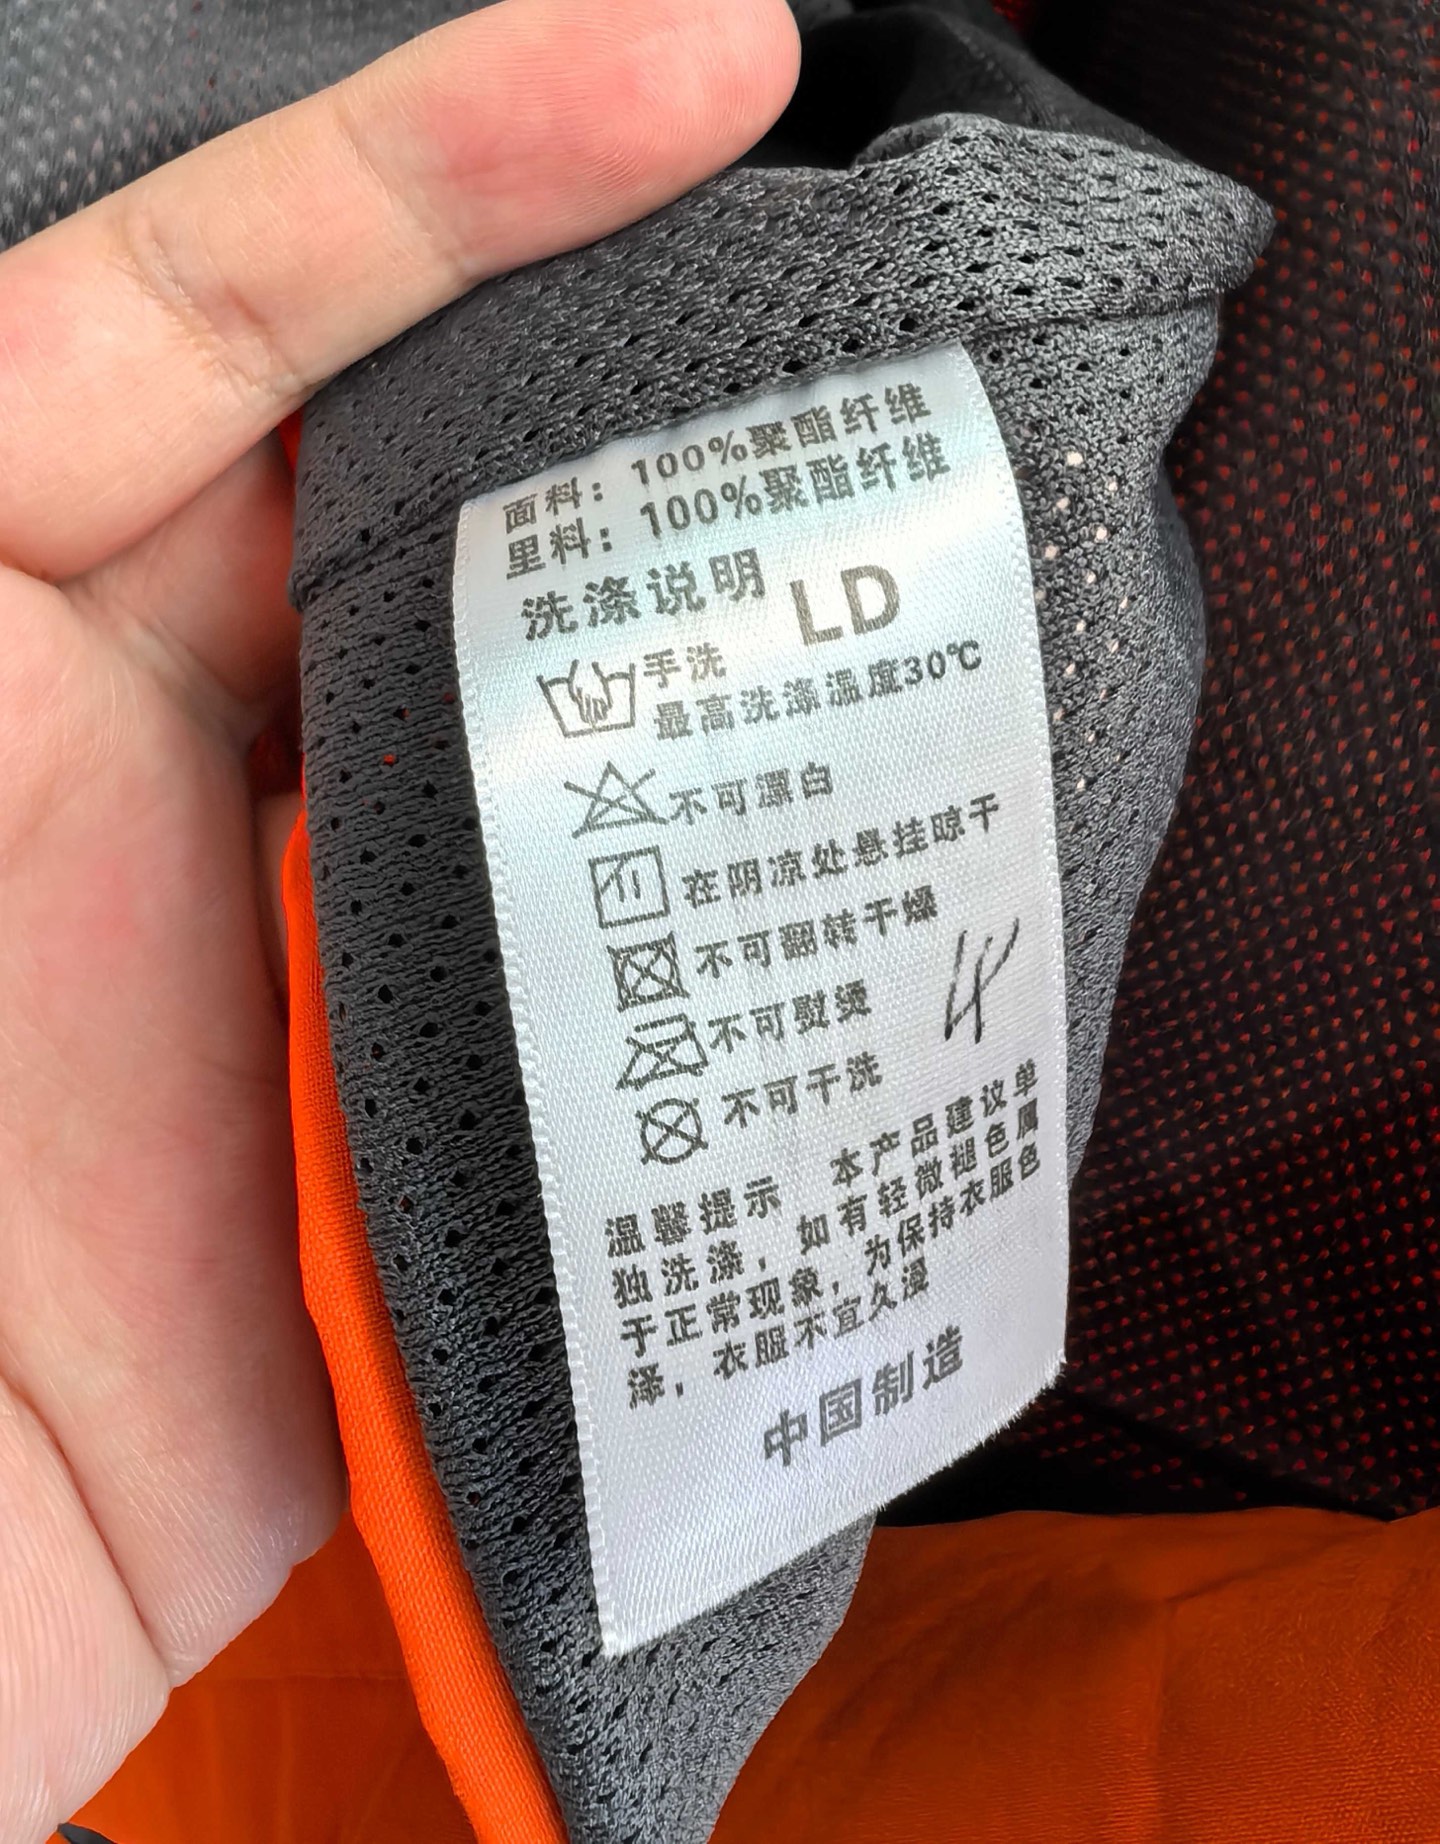 面料：100%聚酯纤维
里料：100%聚酯纤维
洗涤说明 LD
手洗
最高洗涤温度30℃
不可漂白
在阴凉处悬挂晾干
不可翻转干燥
不可熨烫
不可干洗
温馨提示 本产品建议单
独洗涤，如有轻微褪色属
于正常现象，为保持衣服色
泽，衣服不宜久浸
中国制造